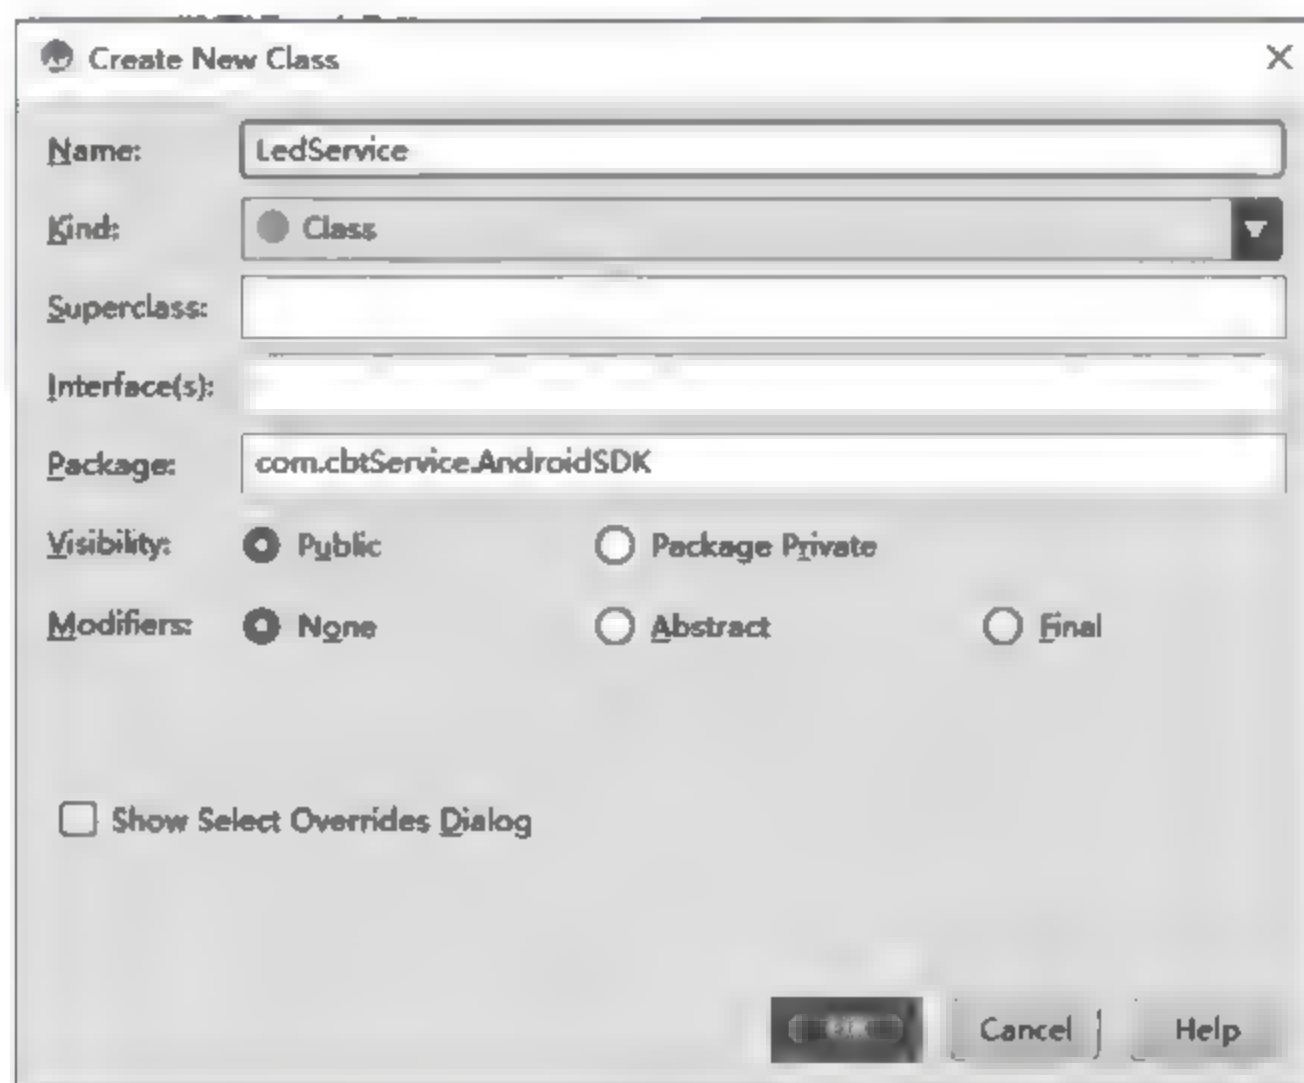 Create New Class
Name: LedService
Kind: Class
Superclass:
Interface(s):
Package: com.cbtService.AndroidSDK
Visibility: Public Package Private
Modifiers: None Abstract Final
Show Select Overrides Dialog
Cancel Help